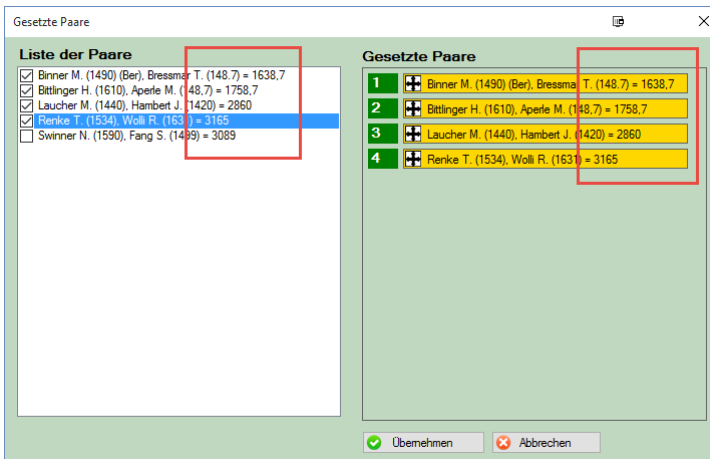 Gesetzte Paare
Liste der Paare
Binner M. (1490) (Ber), Bressmar T. (148.7) = 1638,7
Bittlinger H. (1610), Aperle M. (148,7) = 1758,7
Laucher M. (1440), Hambert J. (1420) = 2860
Renke T. (1534), Wolli R. (1631) = 3165
Swinner N. (1590), Fang S. (1499) = 3089
Gesetzte Paare
1 Binner M. (1490) (Ber), Bressmar T. (148.7) = 1638,7
2 Bittlinger H. (1610), Aperle M. (148,7) = 1758,7
3 Laucher M. (1440), Hambert J. (1420) = 2860
4 Renke T. (1534), Wolli R. (1631) = 3165
Übernehmen
Abbrechen